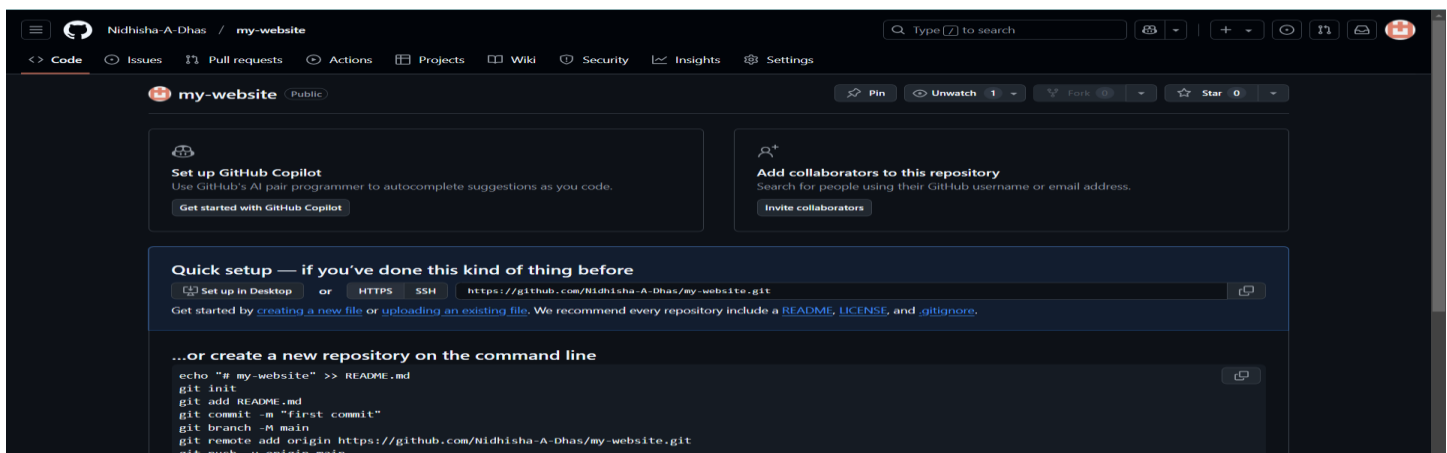 Nidhisha-A-Dhas / my-website
Type / to search
<> Code Issues Pull requests Actions Projects Wiki Security Insights Settings
my-website Public
Pin Unwatch 1 Fork 0 Star 0
Set up GitHub Copilot
Use GitHub's AI pair programmer to autocomplete suggestions as you code.
Get started with GitHub Copilot
Add collaborators to this repository
Search for people using their GitHub username or email address.
Invite collaborators
Quick setup — if you've done this kind of thing before
Set up in Desktop or HTTPS SSH https://github.com/Nidhisha-A-Dhas/my-website.git
Get started by creating a new file or uploading an existing file. We recommend every repository include a README, LICENSE, and .gitignore.
...or create a new repository on the command line
echo "# my-website" >> README.md
git init
git add README.md
git commit -m "first commit"
git branch -M main
git remote add origin https://github.com/Nidhisha-A-Dhas/my-website.git
git push -u origin main